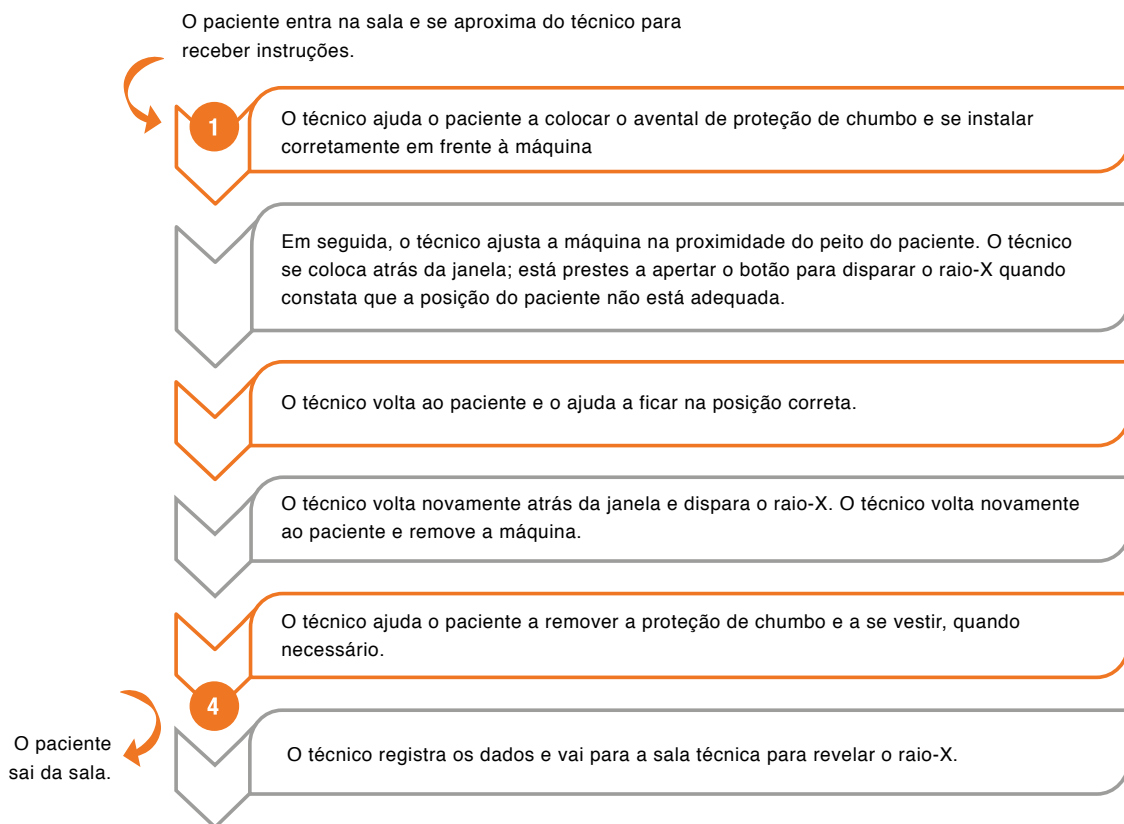 O paciente entra na sala e se aproxima do técnico para
receber instruções.
1
O técnico ajuda o paciente a colocar o avental de proteção de chumbo e se instalar
corretamente em frente à máquina
Em seguida, o técnico ajusta a máquina na proximidade do peito do paciente. O técnico
se coloca atrás da janela; está prestes a apertar o botão para disparar o raio-X quando
constata que a posição do paciente não está adequada.
O técnico volta ao paciente e o ajuda a ficar na posição correta.
O técnico volta novamente atrás da janela e dispara o raio-X. O técnico volta novamente
ao paciente e remove a máquina.
O técnico ajuda o paciente a remover a proteção de chumbo e a se vestir, quando
necessário.
4
O paciente
sai da sala.
O técnico registra os dados e vai para a sala técnica para revelar o raio-X.